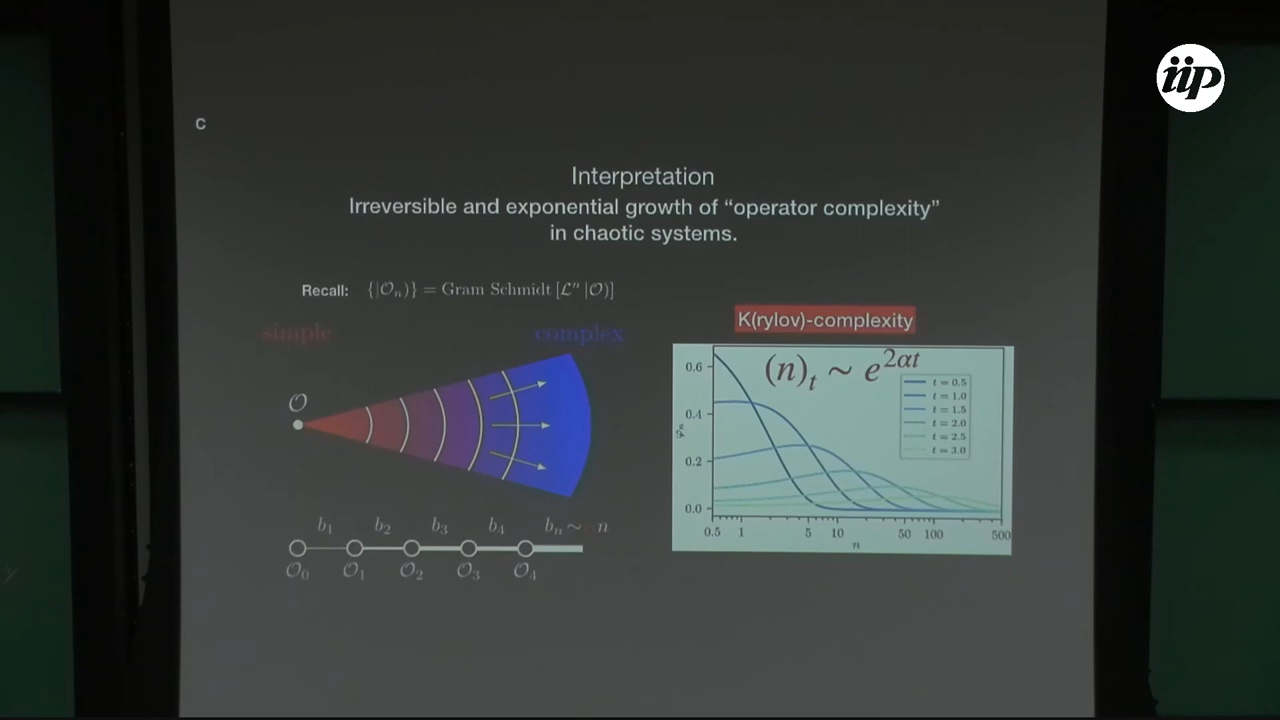 iip
C
Interpretation
Irreversible and exponential growth of “operator complexity”
in chaotic systems.
Recall: {|𝒪ₙ)} = Gram Schmidt [ℒⁿ |𝒪)]
simple
complex
𝒪
b₁ b₂ b₃ b₄ bₙ ~ n
𝒪₀ 𝒪₁ 𝒪₂ 𝒪₃ 𝒪₄
K(rylov)-complexity
(n)ₜ ~ e^{2αt}
t = 0.5
t = 1.0
t = 1.5
t = 2.0
t = 2.5
t = 3.0
φₙ
0.6
0.4
0.2
0.0
0.5 1 5 10 50 100 500
n